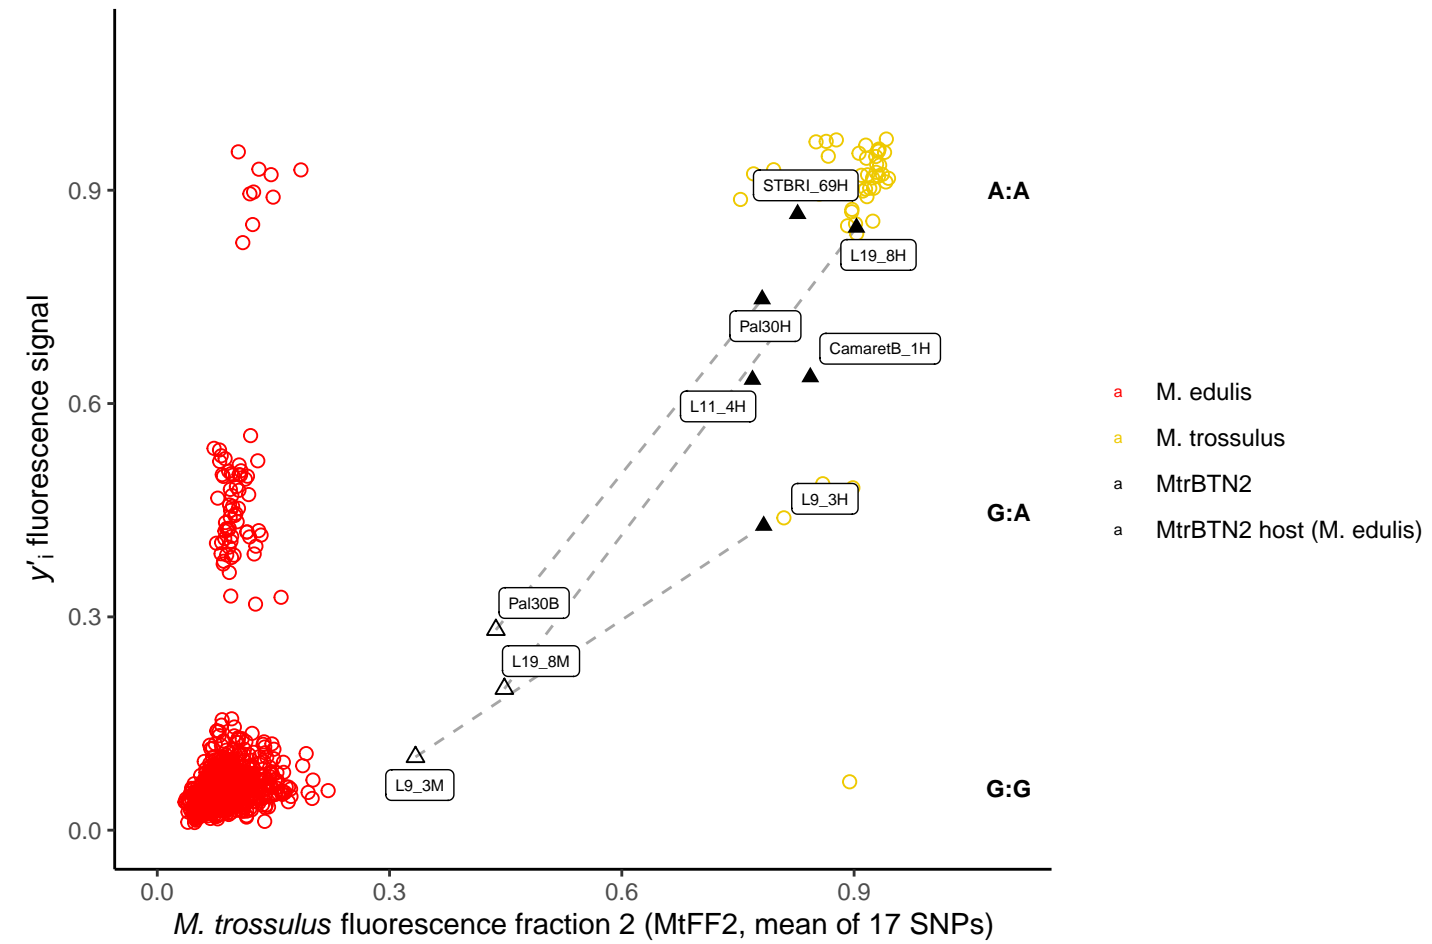 y′i fluorescence signal
0.9
0.6
0.3
0.0
STBRI_69H
A:A
L19_8H
Pal30H
CamaretB_1H
L11_4H
L9_3H
G:A
Pal30B
L19_8M
L9_3M
G:G
0.0 0.3 0.6 0.9
M. trossulus fluorescence fraction 2 (MtFF2, mean of 17 SNPs)
a M. edulis
a M. trossulus
a MtrBTN2
a MtrBTN2 host (M. edulis)